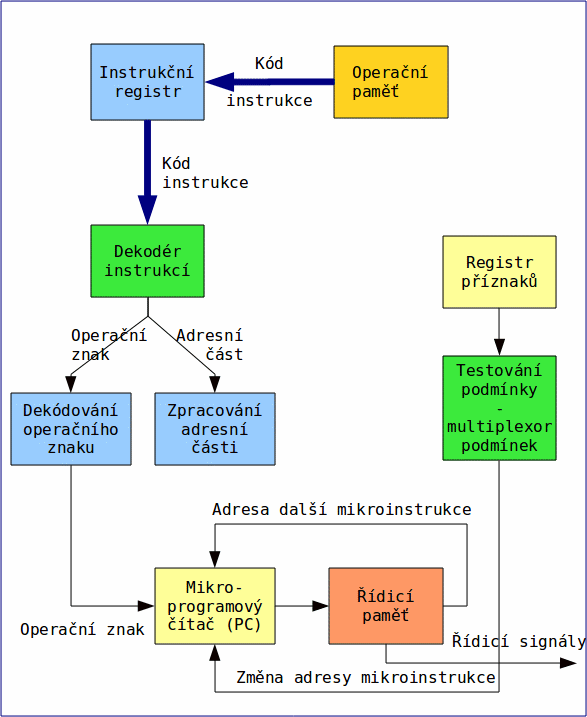 Instrukční
registr
Kód
instrukce
Operační
paměť
Kód
instrukce
Dekodér
instrukcí
Registr
příznaků
Operační
znak
Adresní
část
Testování
podmínky
-
multiplexor
podmínek
Dekódování
operačního
znaku
Zpracování
adresní
části
Adresa další mikroinstrukce
Mikro-
programový
čítač (PC)
Řídicí
paměť
Operační znak
Řídicí signály
Změna adresy mikroinstrukce